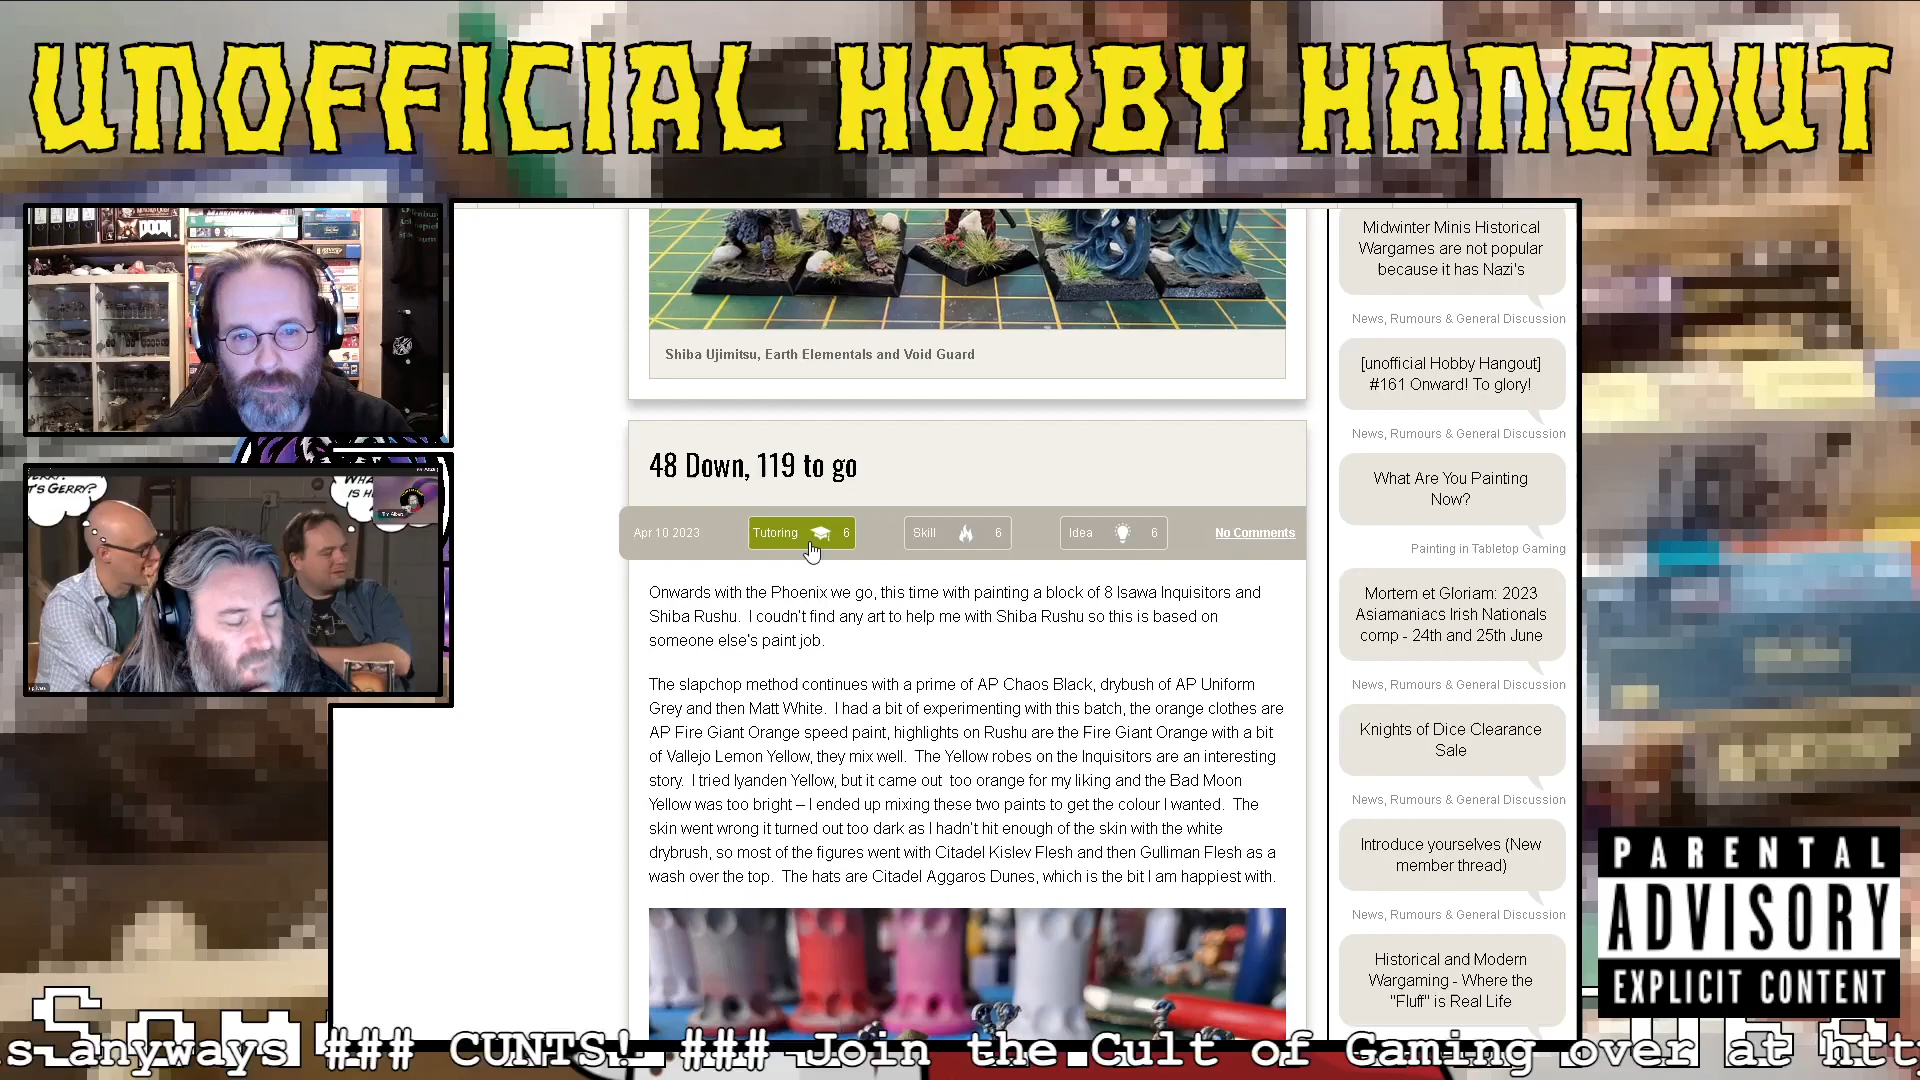 UNOFFICIAL HOBBY HANGOUT
DOOM
T'S GERRY?
IS H
Shiba Ujimitsu, Earth Elementals and Void Guard
48 Down, 119 to go
Apr 10 2023
Tutoring 6
Skill 6
Idea 6
No Comments
Onwards with the Phoenix we go, this time with painting a block of 8 Isawa Inquisitors and
Shiba Rushu. I coudn't find any art to help me with Shiba Rushu so this is based on
someone else's paint job.
The slapchop method continues with a prime of AP Chaos Black, drybush of AP Uniform
Grey and then Matt White. I had a bit of experimenting with this batch, the orange clothes are
AP Fire Giant Orange speed paint, highlights on Rushu are the Fire Giant Orange with a bit
of Vallejo Lemon Yellow, they mix well. The Yellow robes on the Inquisitors are an interesting
story. I tried Iyanden Yellow, but it came out too orange for my liking and the Bad Moon
Yellow was too bright – I ended up mixing these two paints to get the colour I wanted. The
skin went wrong it turned out too dark as I hadn't hit enough of the skin with the white
drybrush, so most of the figures went with Citadel Kislev Flesh and then Gulliman Flesh as a
wash over the top. The hats are Citadel Aggaros Dunes, which is the bit I am happiest with.
Midwinter Minis Historical
Wargames are not popular
because it has Nazi's
News, Rumours & General Discussion
[unofficial Hobby Hangout]
#161 Onward! To glory!
News, Rumours & General Discussion
What Are You Painting
Now?
Painting in Tabletop Gaming
Mortem et Gloriam: 2023
Asiamaniacs Irish Nationals
comp - 24th and 25th June
News, Rumours & General Discussion
Knights of Dice Clearance
Sale
News, Rumours & General Discussion
Introduce yourselves (New
member thread)
News, Rumours & General Discussion
Historical and Modern
Wargaming - Where the
"Fluff" is Real Life
PARENTAL
ADVISORY
EXPLICIT CONTENT
s anyways ### CUNTS! ### Join the Cult of Gaming over at htt